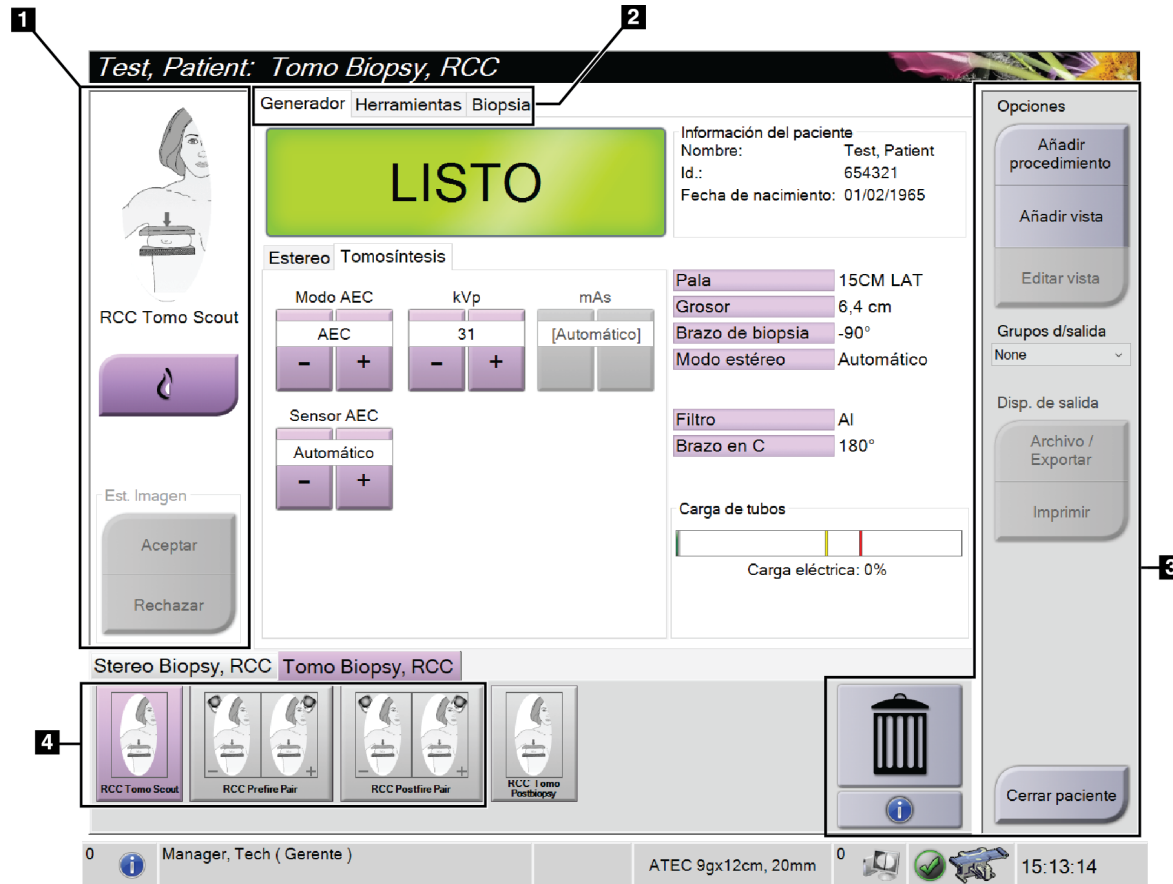 1
2
Test, Patient: Tomo Biopsy, RCC
Generador Herramientas Biopsia
LISTO
Información del paciente
Nombre: Test, Patient
Id.: 654321
Fecha de nacimiento: 01/02/1965
Opciones
Añadir
procedimiento
Añadir vista
Editar vista
Grupos d/salida
None
Disp. de salida
Archivo /
Exportar
Imprimir
RCC Tomo Scout
Est. Imagen
Aceptar
Rechazar
Estereo Tomosíntesis
Modo AEC kVp mAs
AEC 31 [Automático]
- + - +
Sensor AEC
Automático
- +
Pala 15CM LAT
Grosor 6,4 cm
Brazo de biopsia -90°
Modo estéreo Automático
Filtro Al
Brazo en C 180°
Carga de tubos
Carga eléctrica: 0%
3
Stereo Biopsy, RCC Tomo Biopsy, RCC
4
- + - +
RCC Tomo Scout RCC Prefire Pair RCC Postfire Pair RCC Tomo
Postbiopsy
i
Cerrar paciente
0 i Manager, Tech ( Gerente ) ATEC 9gx12cm, 20mm 0 15:13:14